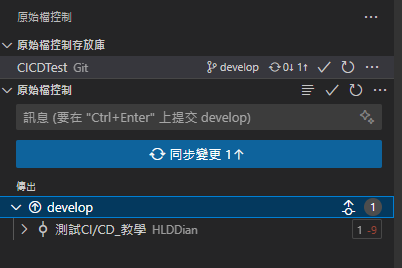 原始檔控制
原始檔控制存放庫
CICDTest Git develop 0↓ 1↑
原始檔控制
訊息 (要在 "Ctrl+Enter" 上提交 develop)
同步變更 1↑
傳出
develop 1
測試CI/CD_教學 HLDDian 1 -9